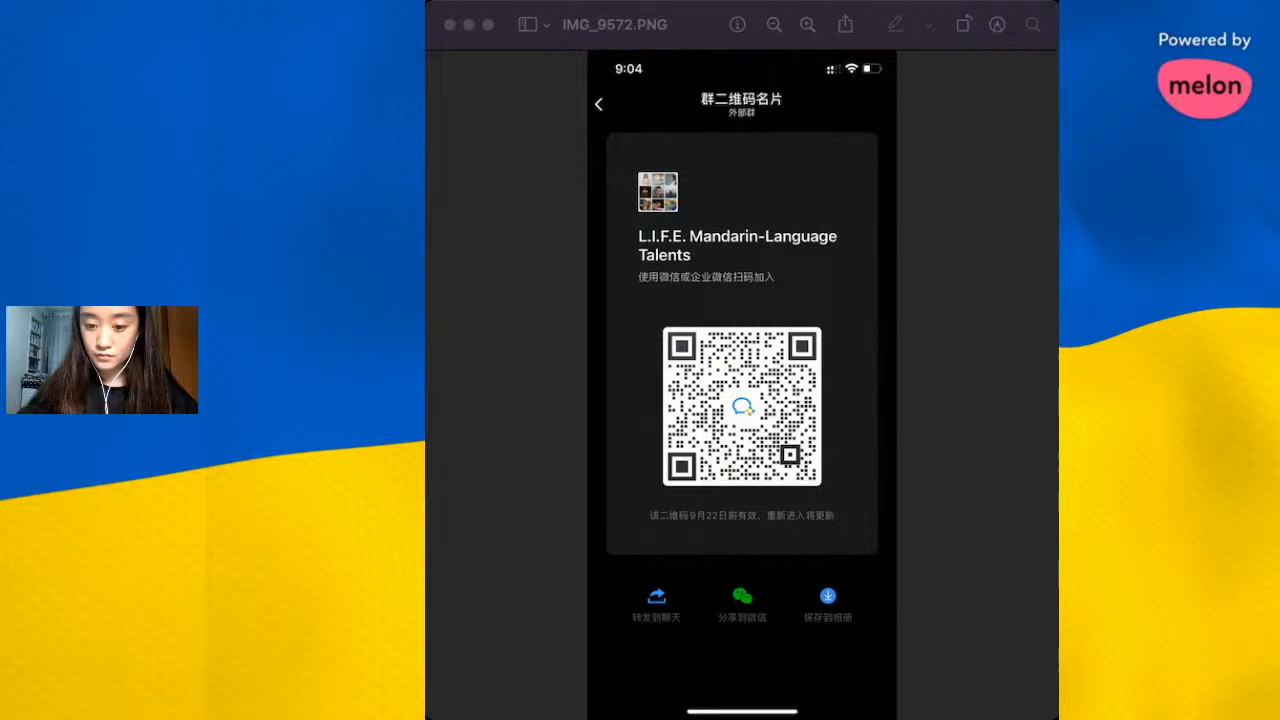 IMG_9572.PNG
Powered by
melon
9:04
群二维码名片
外部群
L.I.F.E. Mandarin-Language
Talents
使用微信或企业微信扫码加入
该二维码9月22日前有效，重新进入将更新
转发到聊天
分享到微信
保存到相册